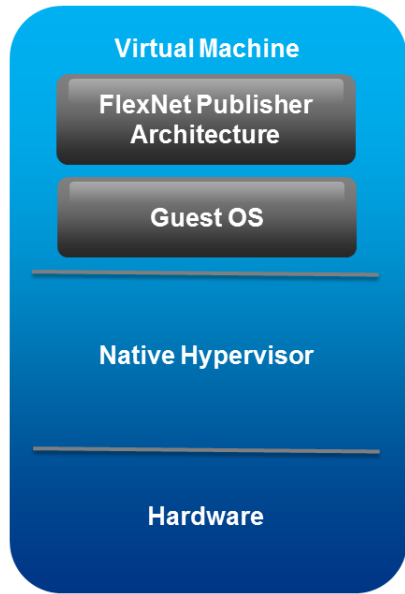 Virtual Machine
FlexNet Publisher
Architecture
Guest OS
Native Hypervisor
Hardware